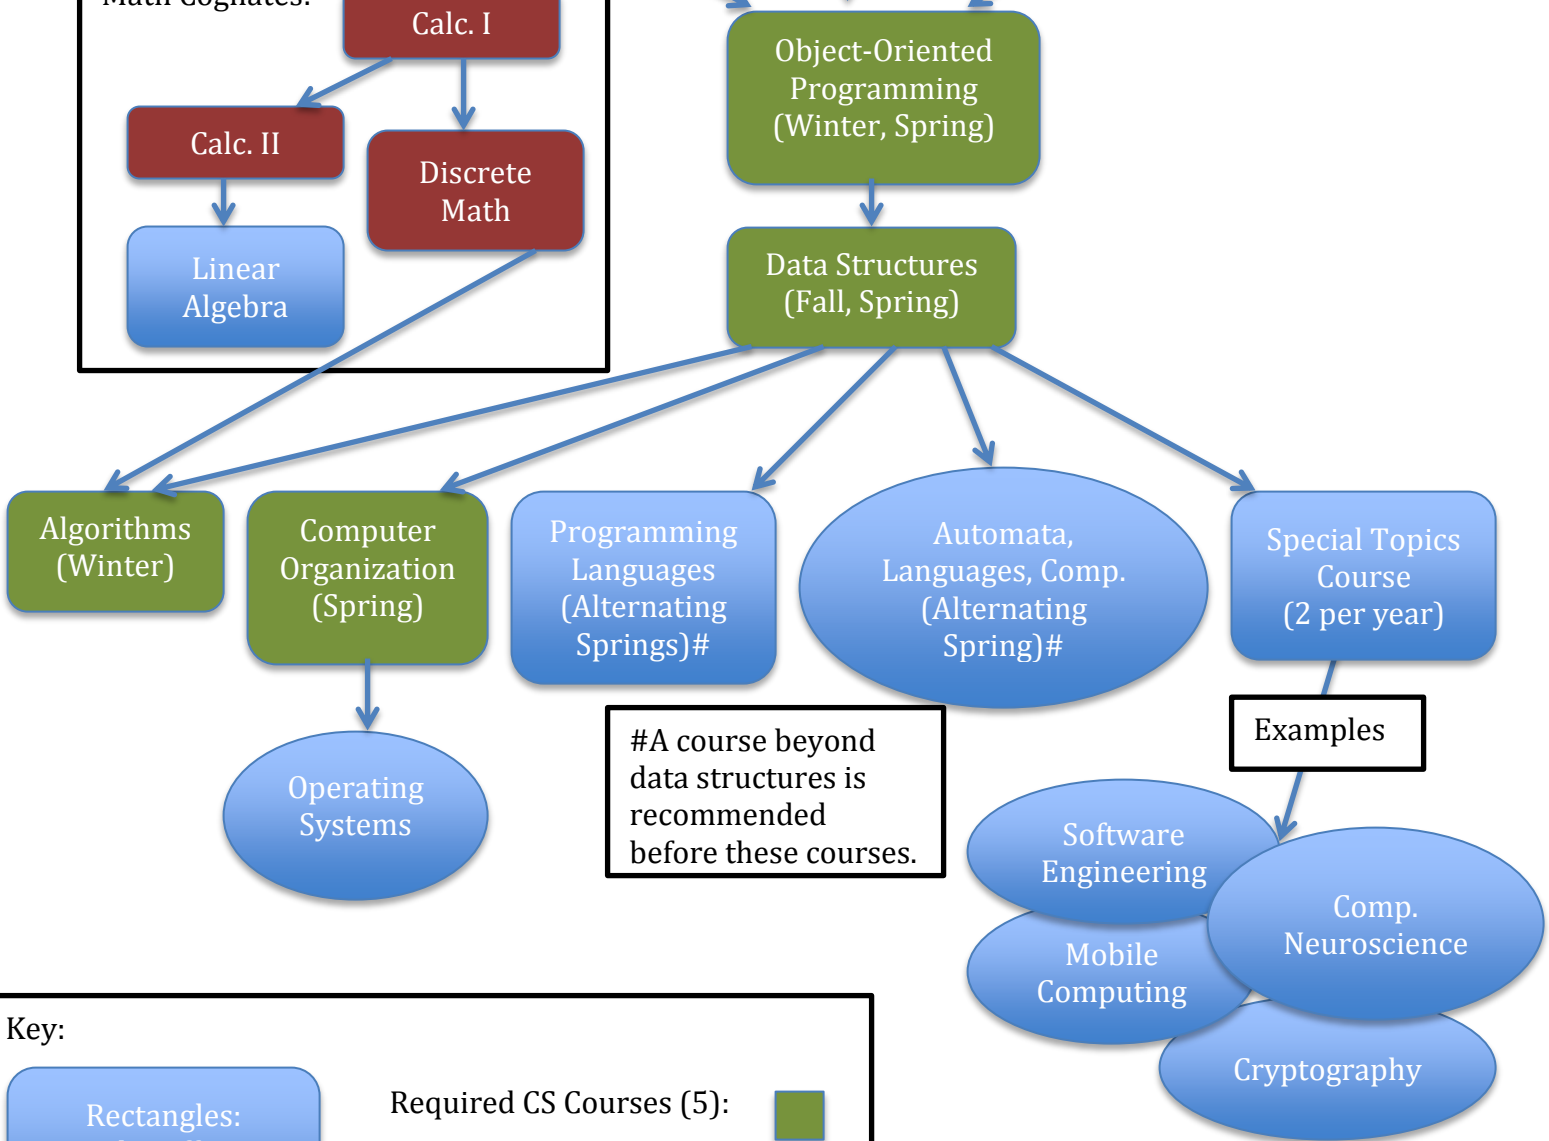 Math Cognates:
Calc. I
Calc. II
Discrete
Math
Linear
Algebra
Object-Oriented
Programming
(Winter, Spring)
Data Structures
(Fall, Spring)
Algorithms
(Winter)
Computer
Organization
(Spring)
Programming
Languages
(Alternating
Springs)#
Automata,
Languages, Comp.
(Alternating
Spring)#
Special Topics
Course
(2 per year)
Operating
Systems
#A course beyond
data structures is
recommended
before these courses.
Examples
Software
Engineering
Comp.
Neuroscience
Mobile
Computing
Cryptography
Key:
Rectangles:
Required CS Courses (5):